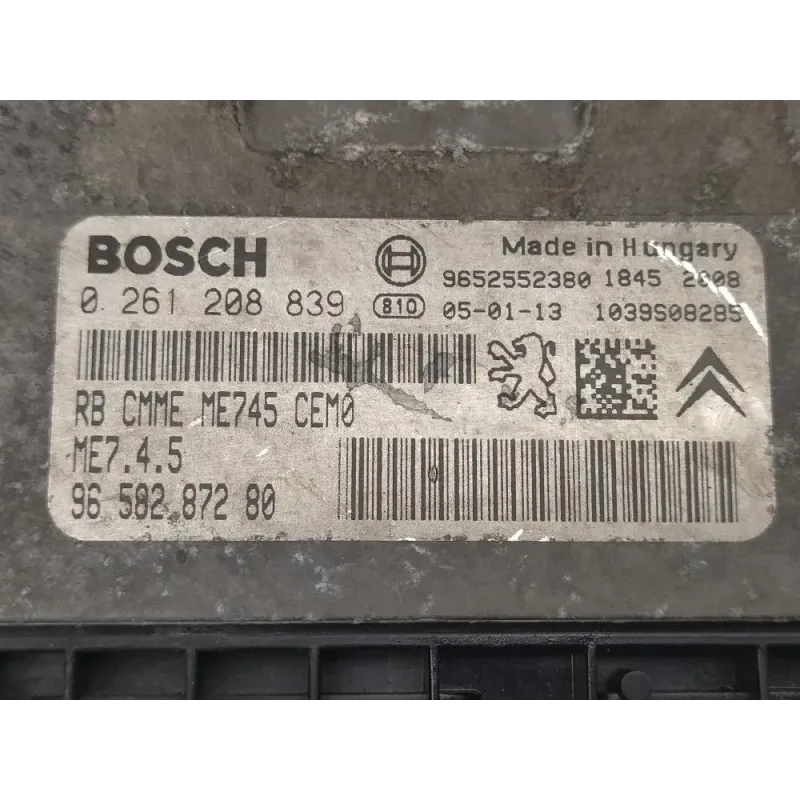 BOSCH
Made in Hungary
9652552380 1845 2008
0 261 208 839 810 05-01-13 1039S08285
RB CMME ME745 CEM0
ME7.4.5
96 582 872 80